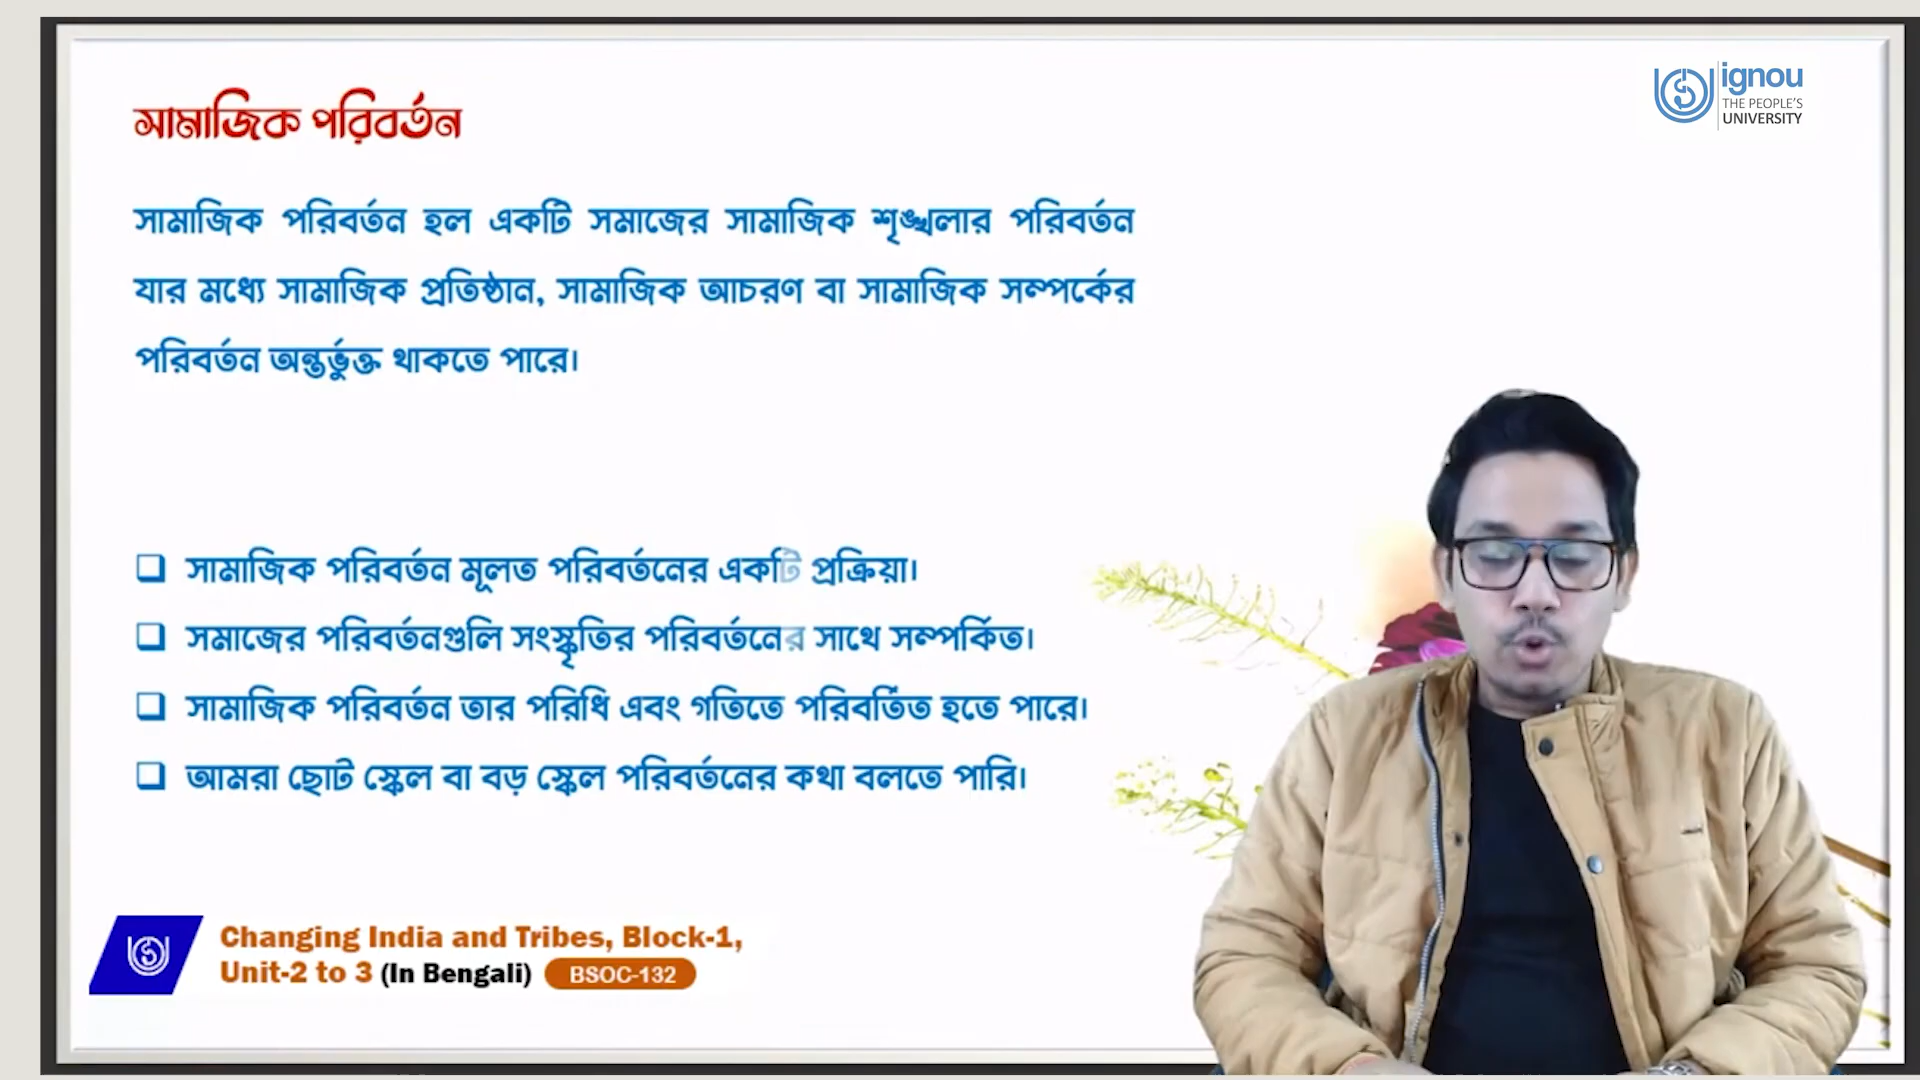 সামাজিক পরিবর্তন
ignou
THE PEOPLE'S
UNIVERSITY
সামাজিক পরিবর্তন হল একটি সমাজের সামাজিক শৃঙ্খলার পরিবর্তন
যার মধ্যে সামাজিক প্রতিষ্ঠান, সামাজিক আচরণ বা সামাজিক সম্পর্কের
পরিবর্তন অন্তর্ভুক্ত থাকতে পারে।
সামাজিক পরিবর্তন মূলত পরিবর্তনের একটি প্রক্রিয়া।
সমাজের পরিবর্তনগুলি সংস্কৃতির পরিবর্তনের সাথে সম্পর্কিত।
সামাজিক পরিবর্তন তার পরিধি এবং গতিতে পরিবর্তিত হতে পারে।
আমরা ছোট স্কেল বা বড় স্কেল পরিবর্তনের কথা বলতে পারি।
Changing India and Tribes, Block-1,
Unit-2 to 3 (In Bengali) BSOC-132